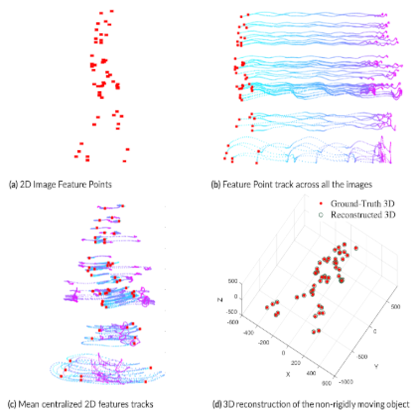 (a) 2D Image Feature Points
(b) Feature Point track across all the images
Ground-Truth 3D
Reconstructed 3D
500
Z 0
-500
-600
-400
-200
0
200
400
600
X
500
0
Y
-1000
(c) Mean centralized 2D features tracks
(d) 3D reconstruction of the non-rigidly moving object